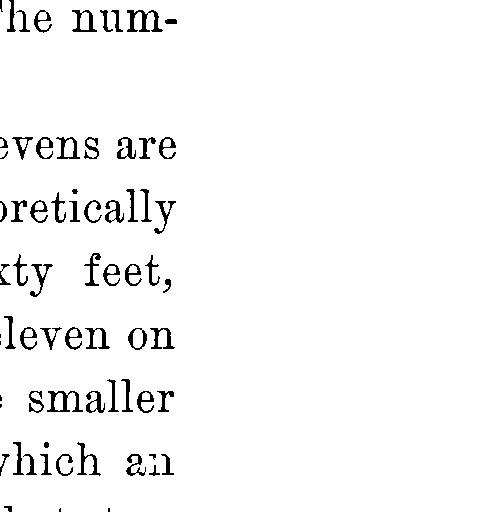 The num-
evens are
oretically
xty feet,
eleven on
smaller
which an